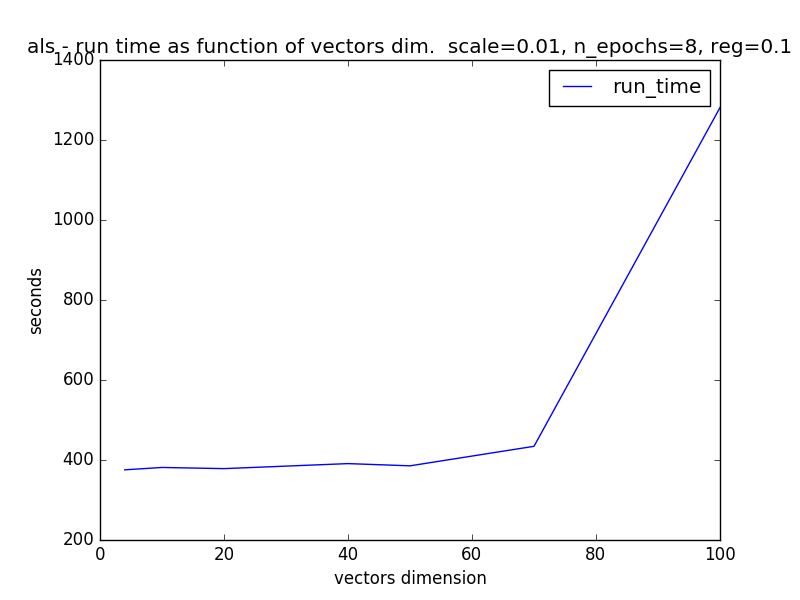 als - run time as function of vectors dim.  scale=0.01, n_epochs=8, reg=0.1
run_time
1400
1200
1000
800
600
400
200
seconds
0 20 40 60 80 100
vectors dimension